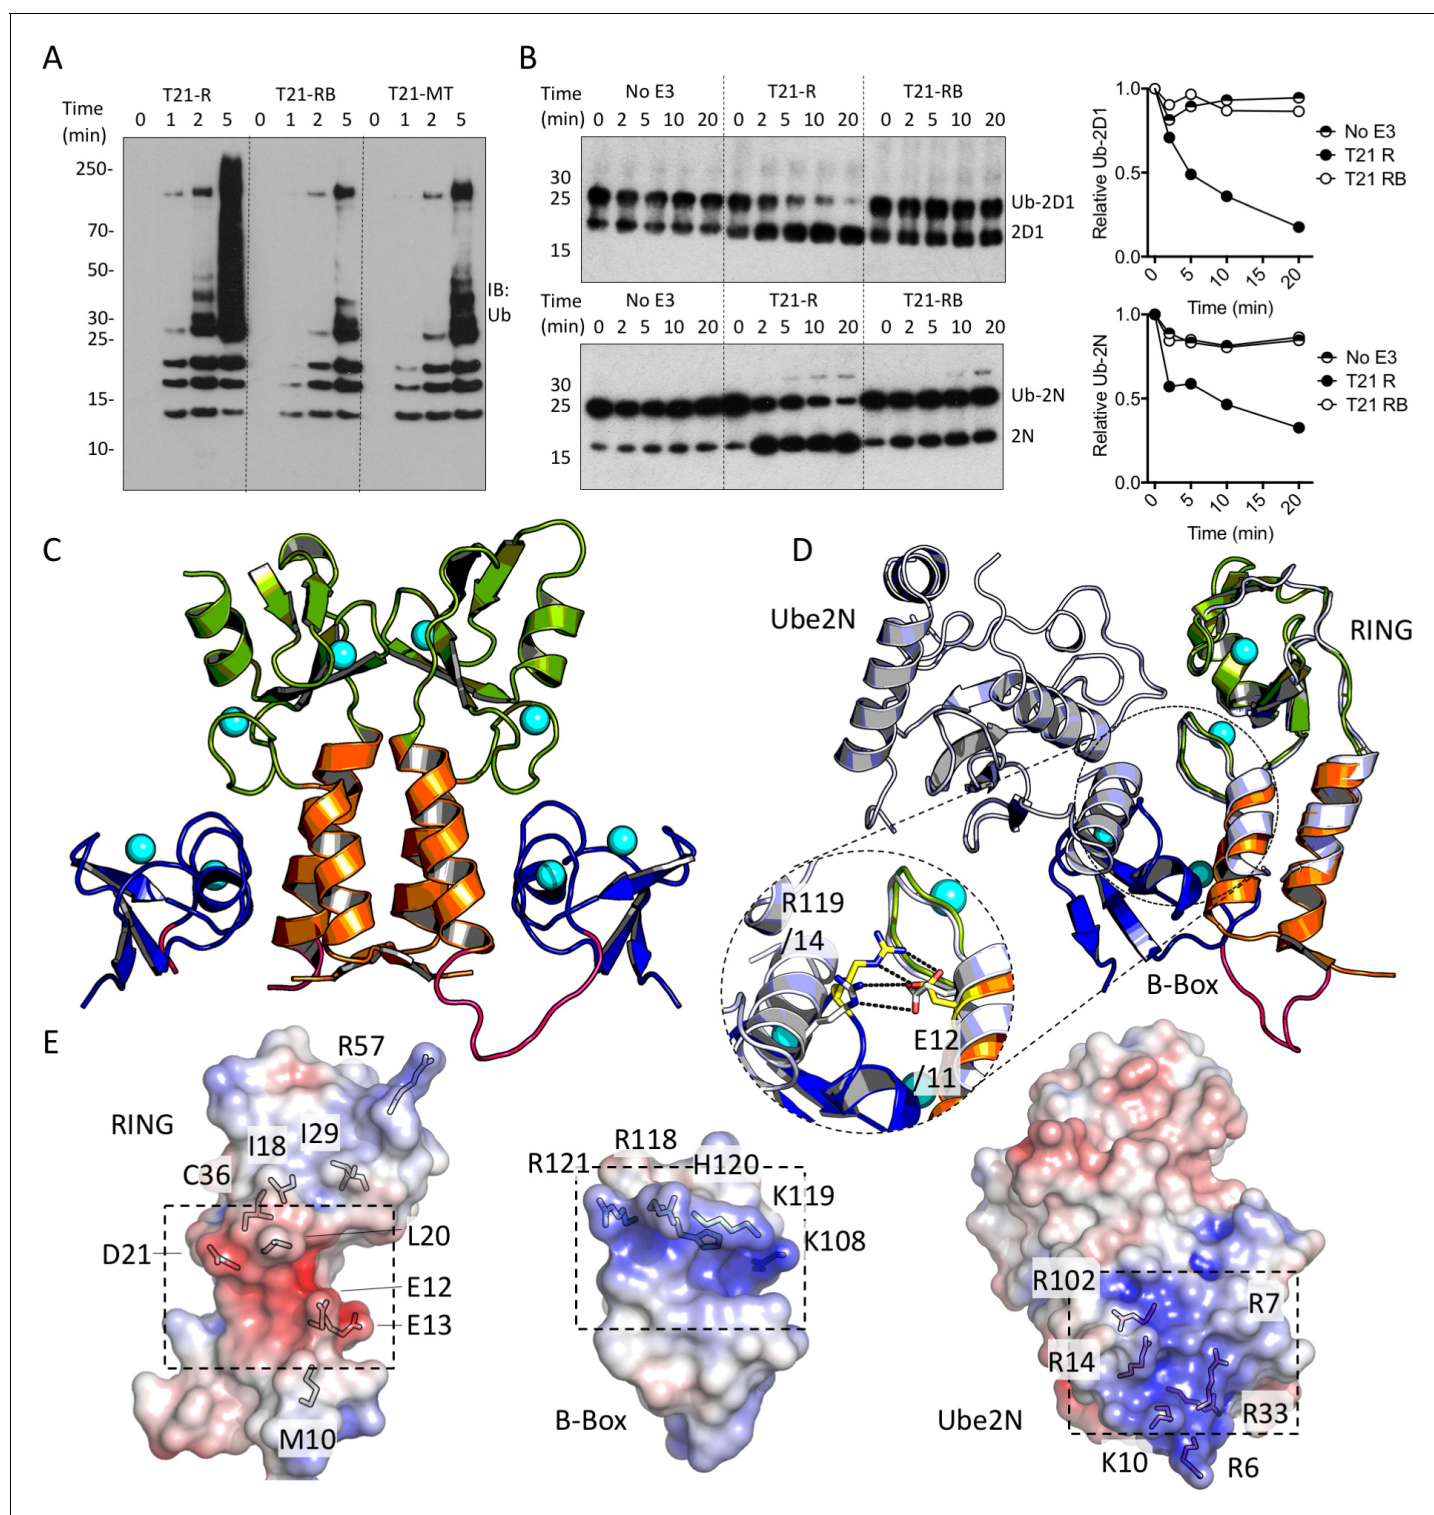 A
Time
(min)
T21-R T21-RB T21-MT
0 1 2 5 0 1 2 5 0 1 2 5
250-
70-
50-
30-
25-
15-
10-
IB:
Ub
B
Time No E3 T21-R T21-RB
(min) 0 2 5 10 20 0 2 5 10 20 0 2 5 10 20
30
25
15
Ub-2D1
2D1
Time No E3 T21-R T21-RB
(min) 0 2 5 10 20 0 2 5 10 20 0 2 5 10 20
30
25
15
Ub-2N
2N
Relative Ub-2D1
1.0
0.5
0.0
0 5 10 15 20
Time (min)
No E3
T21 R
T21 RB
Relative Ub-2N
1.0
0.5
0.0
0 5 10 15 20
Time (min)
No E3
T21 R
T21 RB
C
D
Ube2N
RING
B-Box
R119
/14
E12
/11
E
RING
R57
I18
I29
C36
L20
D21
E12
E13
M10
R118
R121
H120
K119
K108
B-Box
R102
R7
R14
R33
K10
R6
Ube2N